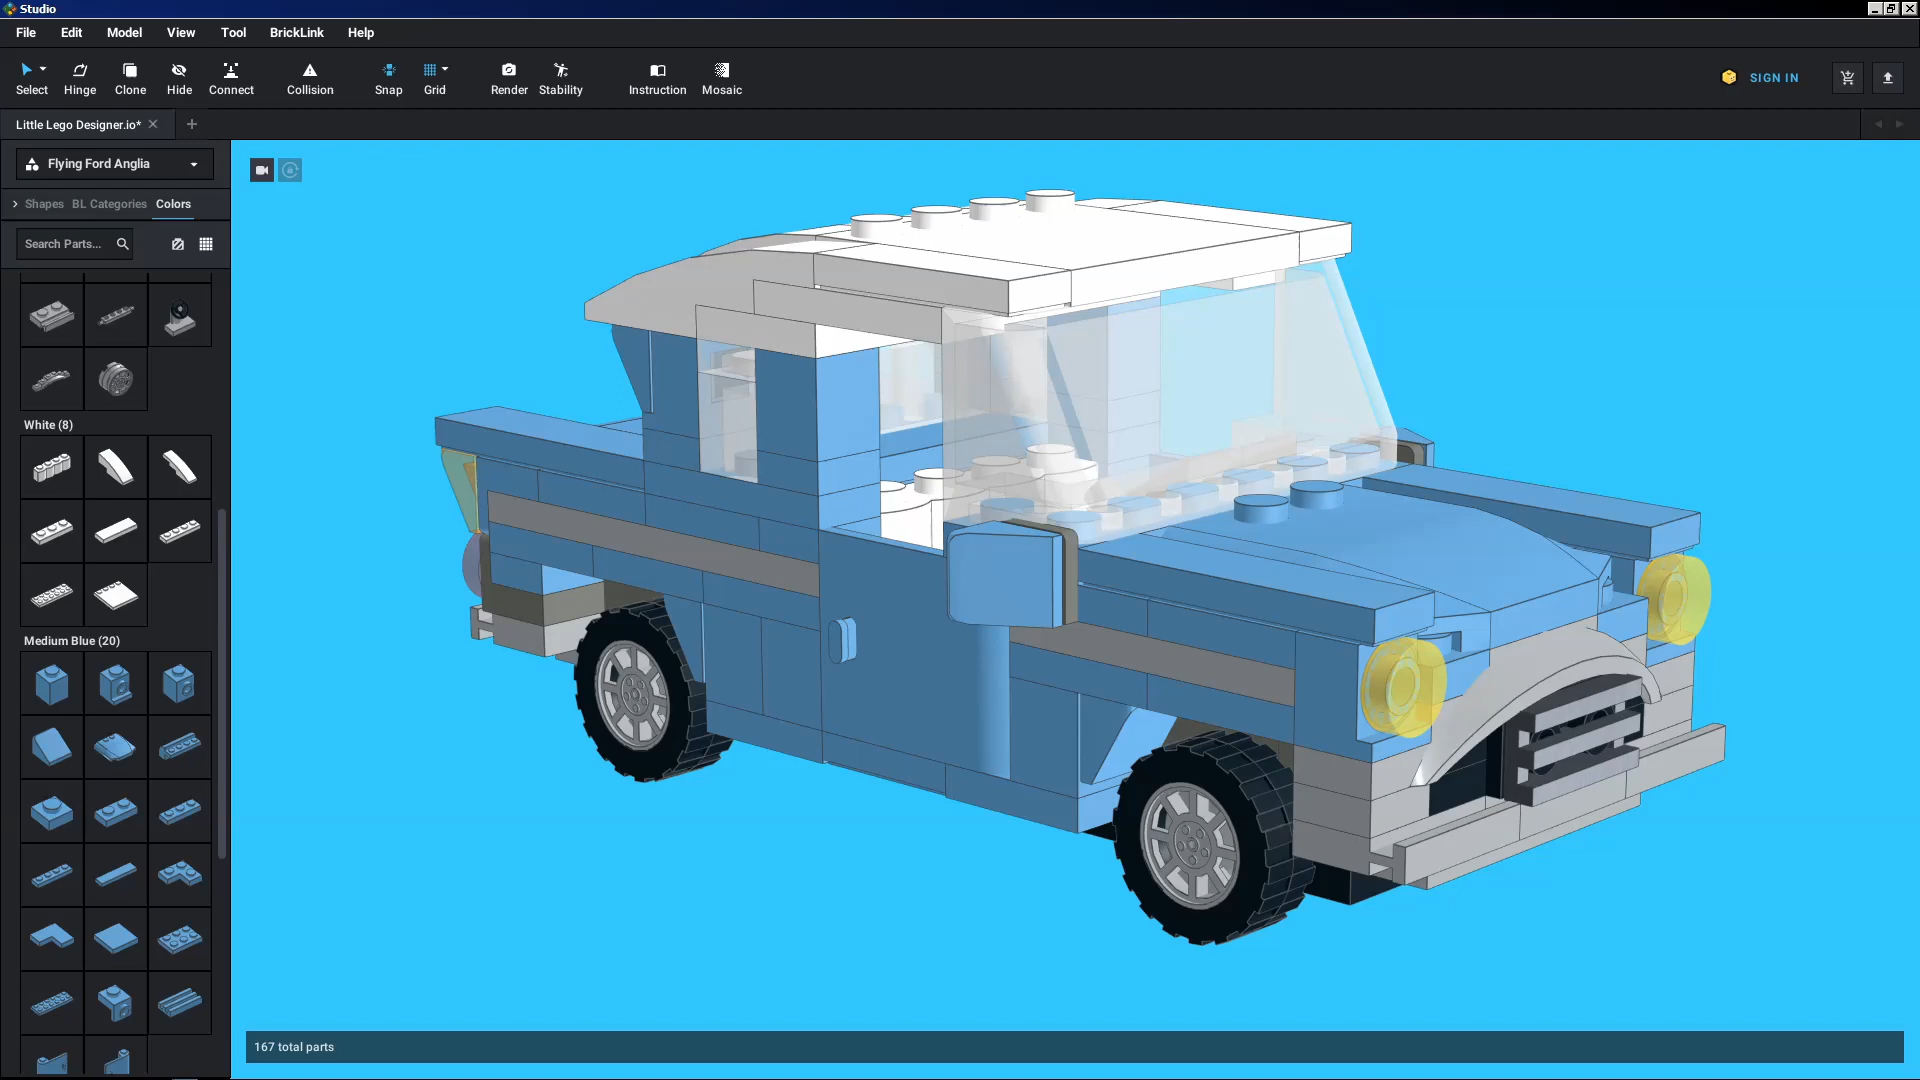 Studio
File Edit Model View Tool BrickLink Help
Select Hinge Clone Hide Connect Collision Snap Grid Render Stability Instruction Mosaic SIGN IN
Little Lego Designer.io*
Flying Ford Anglia
Shapes BL Categories Colors
Search Parts...
White (8)
Medium Blue (20)
167 total parts